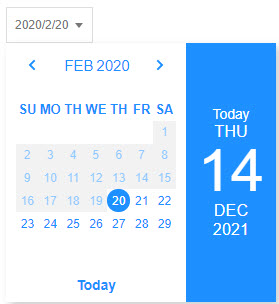 2020/2/20
FEB 2020
SU MO TH WE TH FR SA
1
2 3 4 5 6 7 8
9 10 11 12 13 14 15
16 17 18 19 20 21 22
23 24 25 26 27 28 29
Today
Today
THU
14
DEC
2021